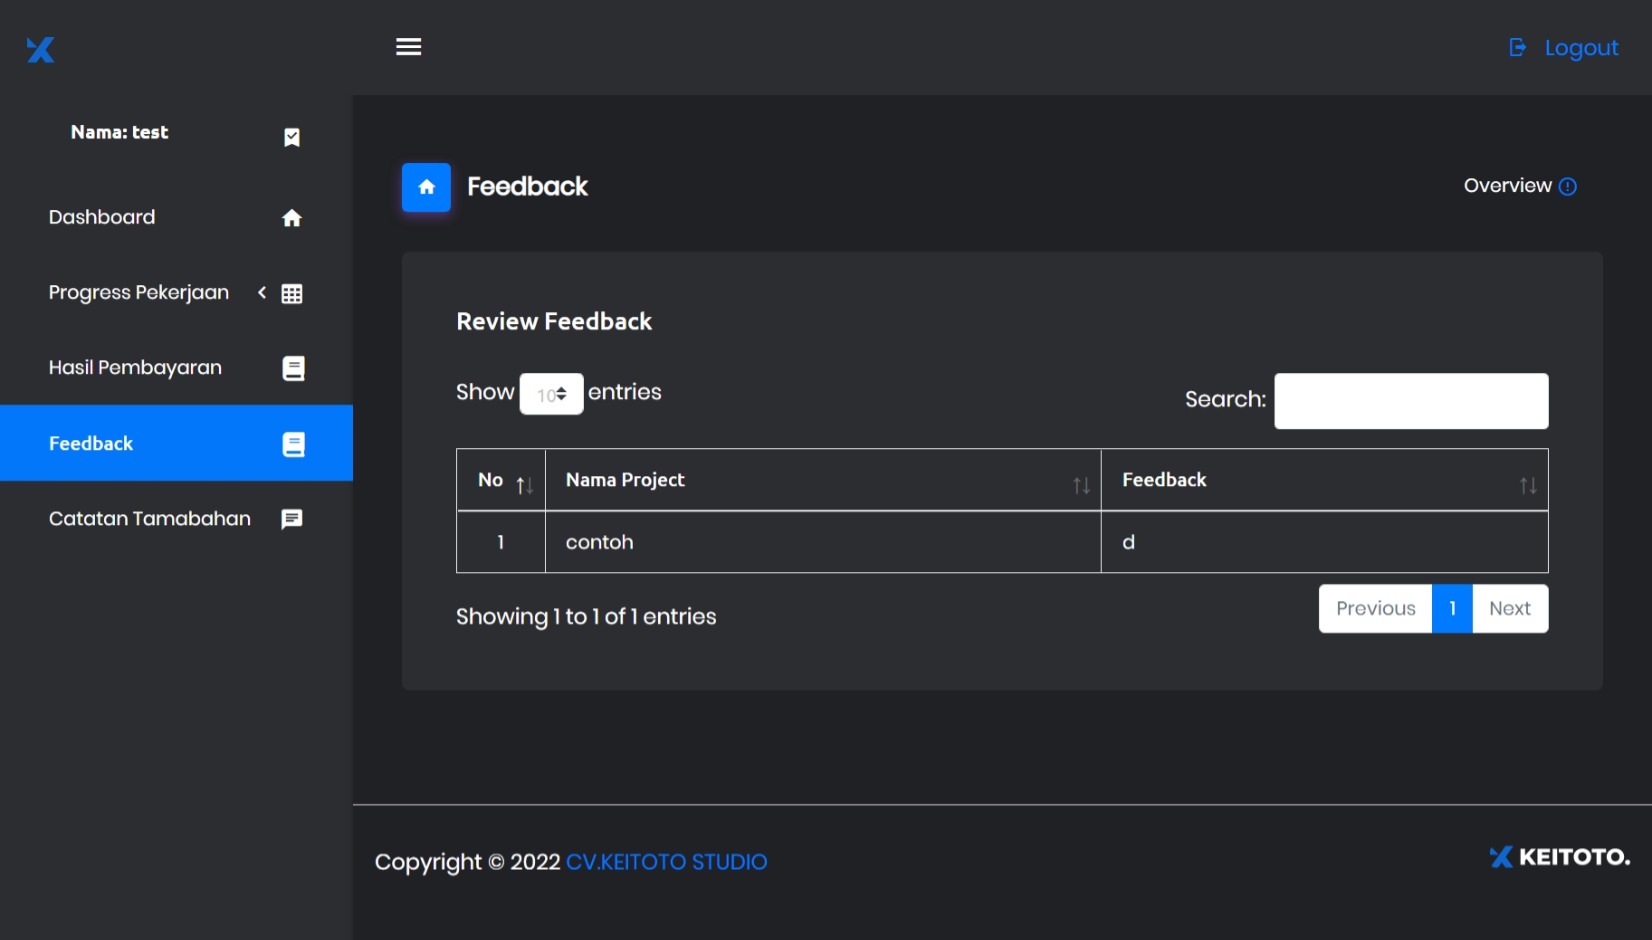 Logout
Nama: test
Dashboard
Progress Pekerjaan
Hasil Pembayaran
Feedback
Catatan Tamabahan
Feedback
Overview
Review Feedback
Show 10 entries
Search:
No Nama Project Feedback
1 contoh d
Showing 1 to 1 of 1 entries
Previous 1 Next
Copyright © 2022 CV.KEITOTO STUDIO
KEITOTO.